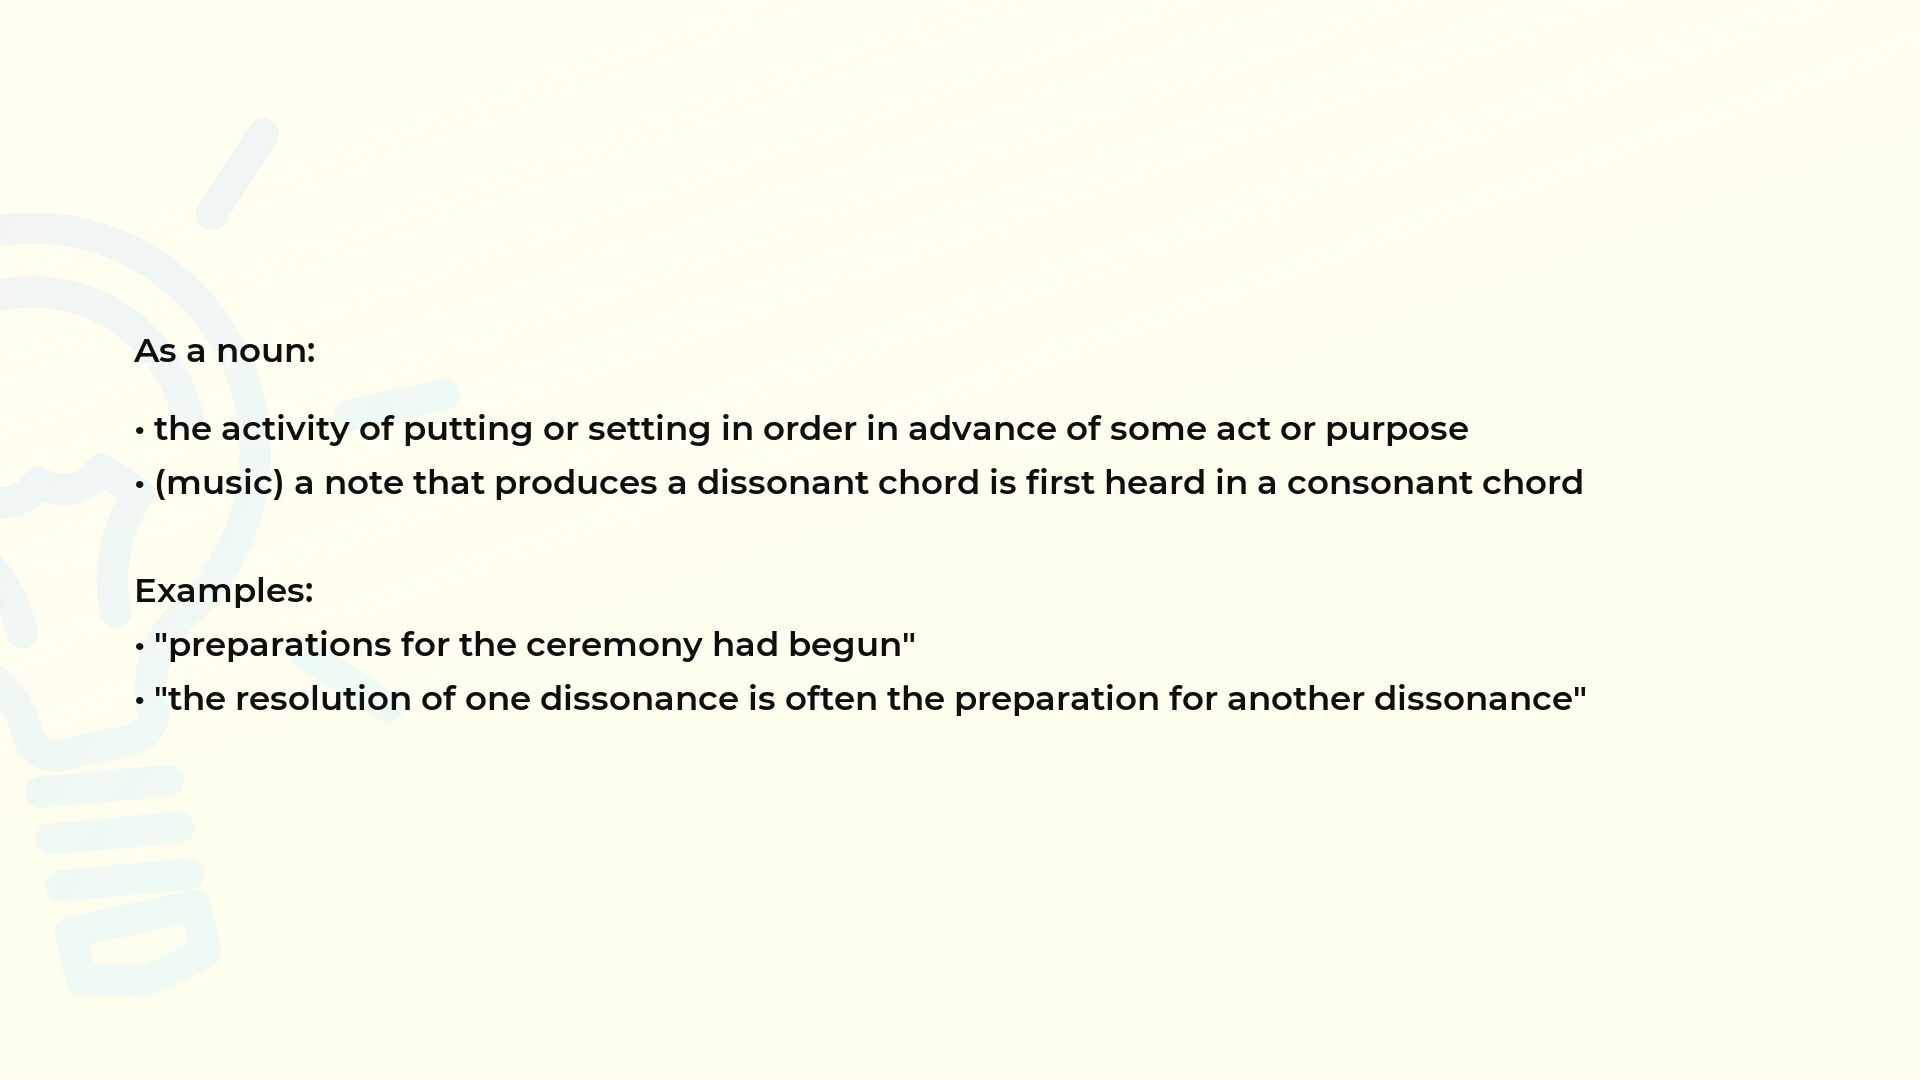 As a noun:
• the activity of putting or setting in order in advance of some act or purpose
• (music) a note that produces a dissonant chord is first heard in a consonant chord
Examples:
• "preparations for the ceremony had begun"
• "the resolution of one dissonance is often the preparation for another dissonance"